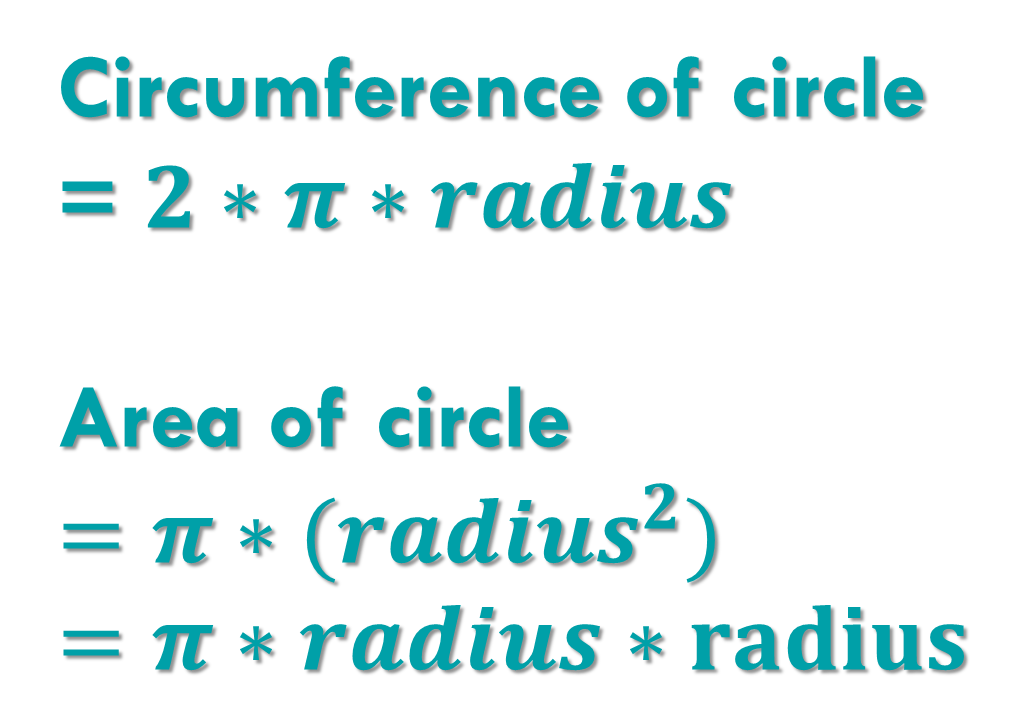 Circumference of circle
= 2 ∗ π ∗ radius
Area of circle
= π ∗ (radius²)
= π ∗ radius ∗ radius